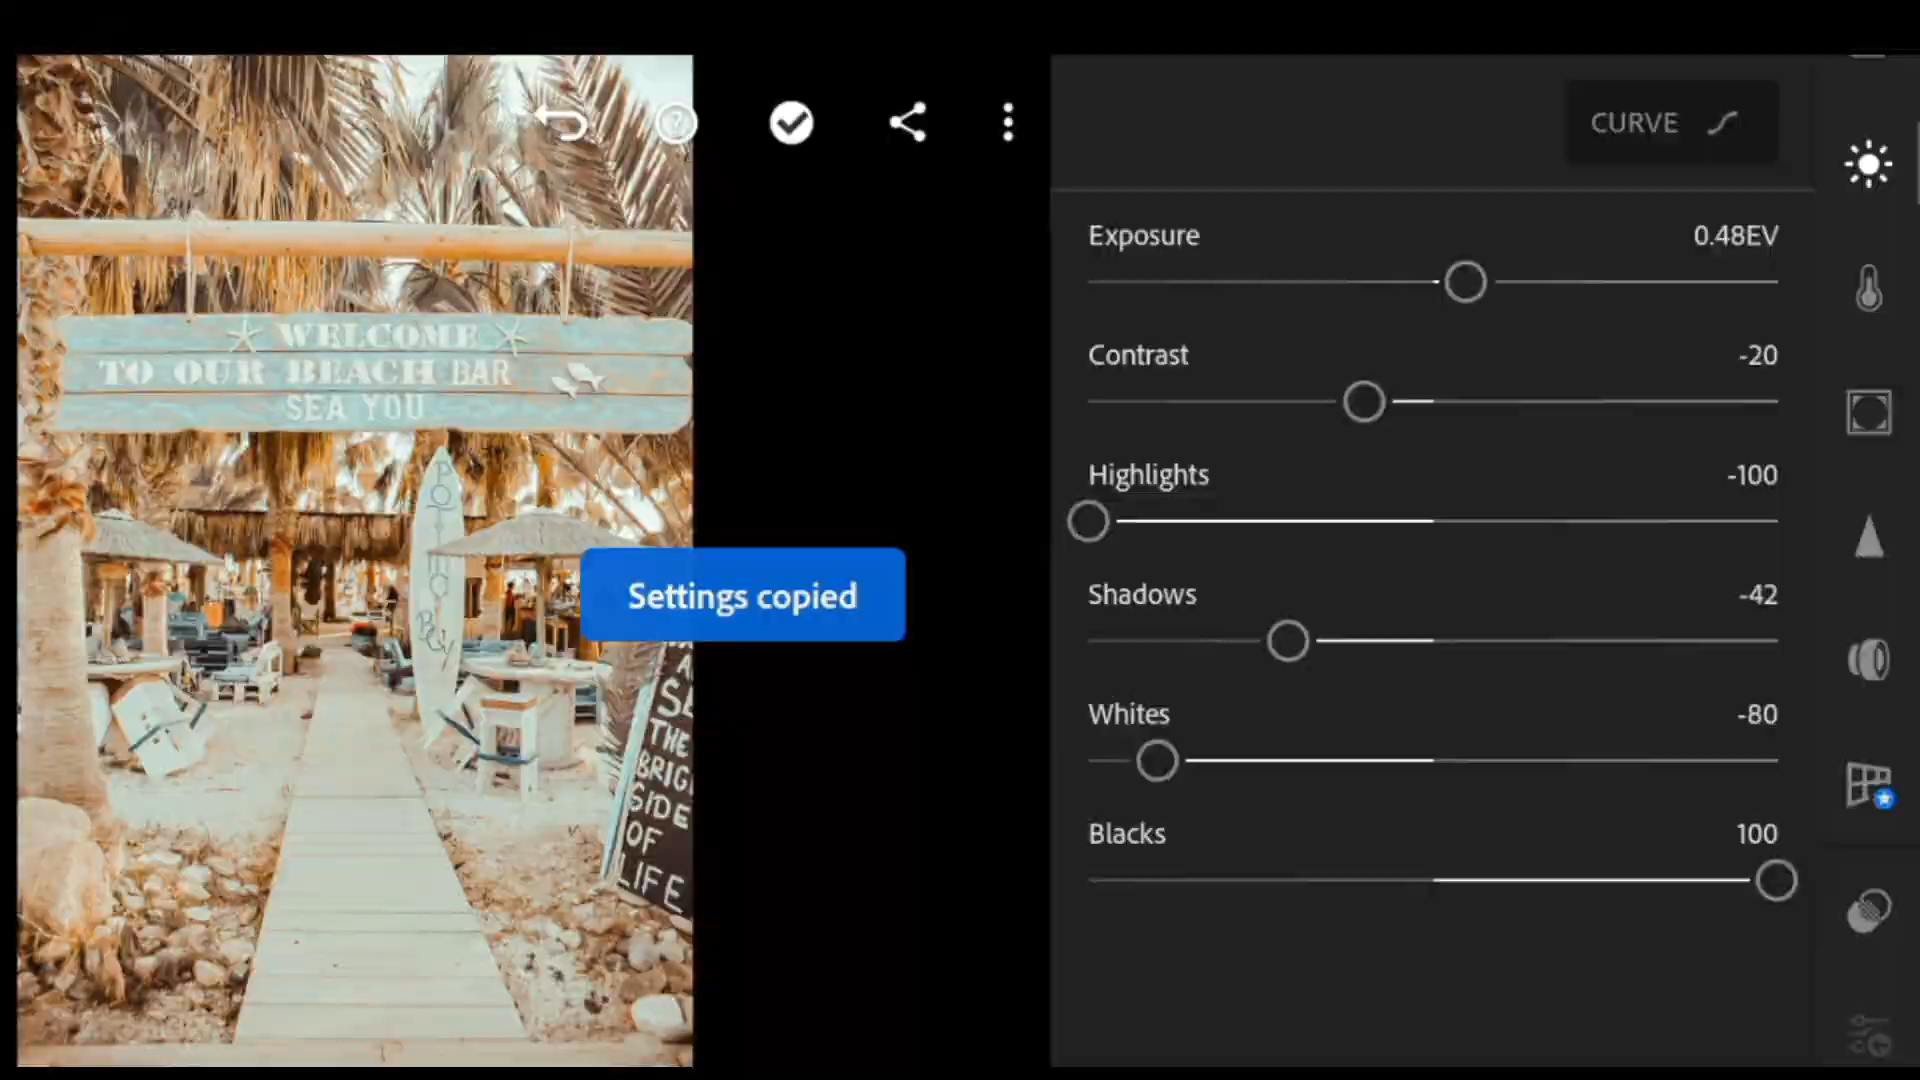 CURVE
Exposure 0.48EV
Contrast -20
Highlights -100
Shadows -42
Whites -80
Blacks 100
Settings copied
WELCOME
TO OUR BEACH BAR
SEA YOU
THE
BRIG
SIDE
OF
LIFE